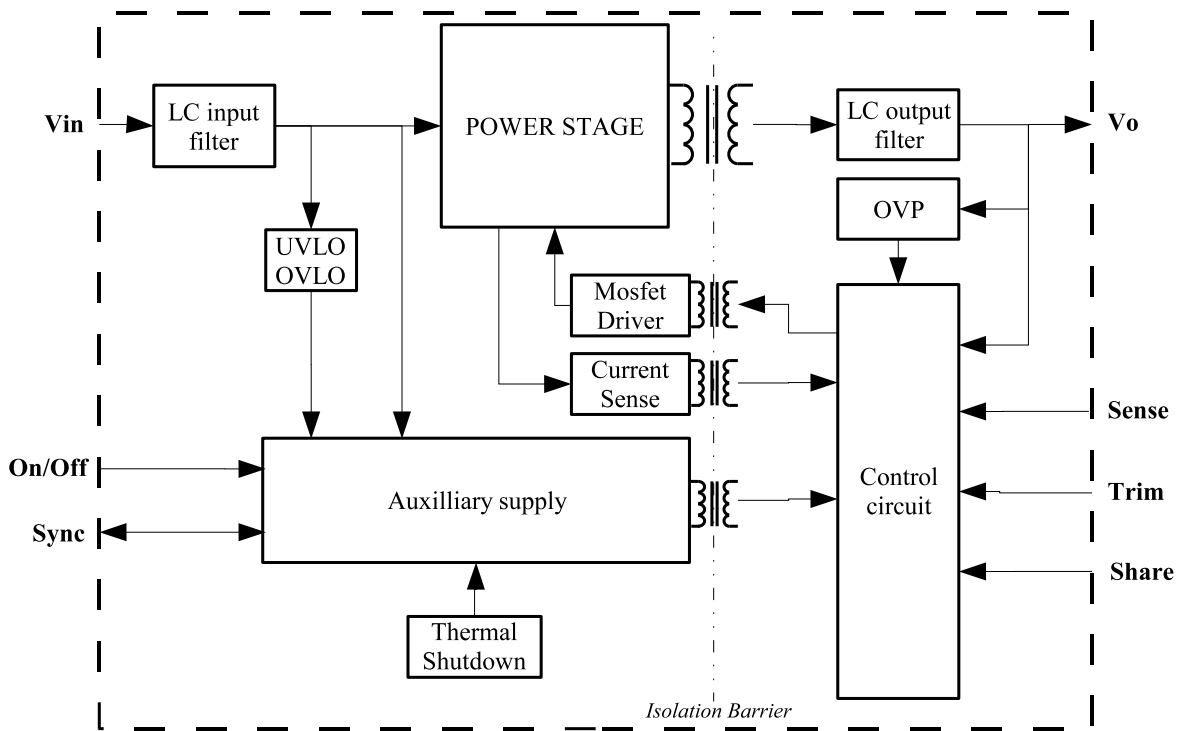 Vin
LC input
filter
POWER STAGE
LC output
filter
Vo
OVP
UVLO
OVLO
Mosfet
Driver
Current
Sense
Sense
On/Off
Auxilliary supply
Control
circuit
Trim
Sync
Share
Thermal
Shutdown
Isolation Barrier